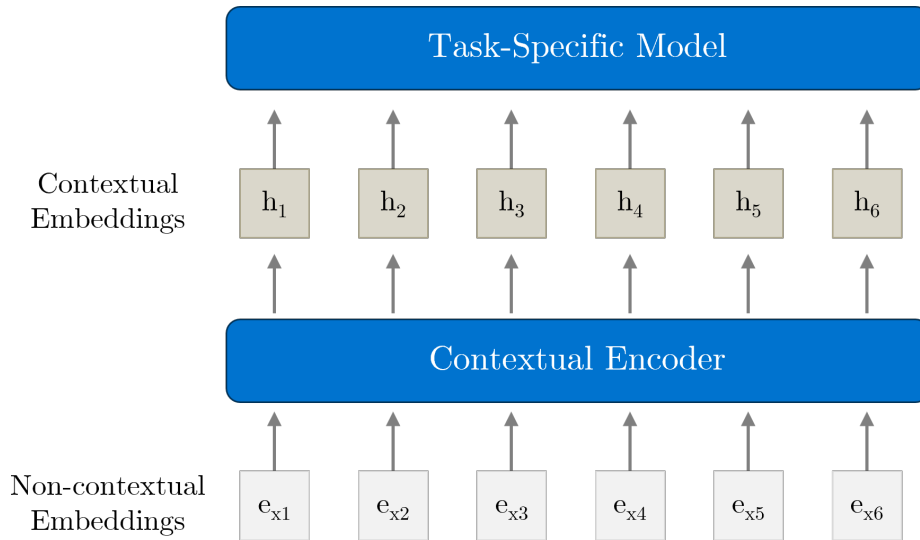 Task-Specific Model
Contextual
Embeddings
h₁ h₂ h₃ h₄ h₅ h₆
Contextual Encoder
Non-contextual
Embeddings
eₓ₁ eₓ₂ eₓ₃ eₓ₄ eₓ₅ eₓ₆